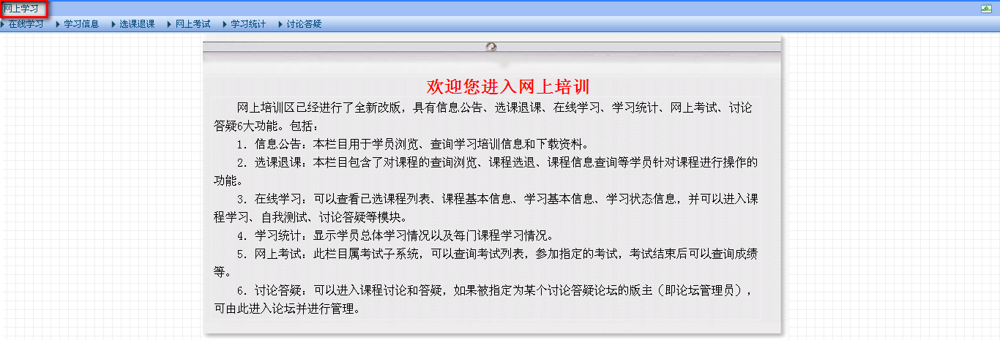 网上学习
在线学习 学习信息 选课退课 网上考试 学习统计 讨论答疑
欢迎您进入网上培训
网上培训区已经进行了全新改版，具有信息公告、选课退课、在线学习、学习统计、网上考试、讨论
答疑6大功能。包括：
1．信息公告：本栏目用于学员浏览、查询学习培训信息和下载资料。
2．选课退课：本栏目包含了对课程的查询浏览、课程选退、课程信息查询等学员针对课程进行操作的
功能。
3．在线学习：可以查看已选课程列表、课程基本信息、学习基本信息、学习状态信息，并可以进入课
程学习、自我测试、讨论答疑等模块。
4．学习统计：显示学员总体学习情况以及每门课程学习情况。
5．网上考试：此栏目属考试子系统，可以查询考试列表，参加指定的考试，考试结束后可以查询成绩
等。
6．讨论答疑：可以进入课程讨论和答疑，如果被指定为某个讨论答疑论坛的版主（即论坛管理员），
可由此进入论坛并进行管理。